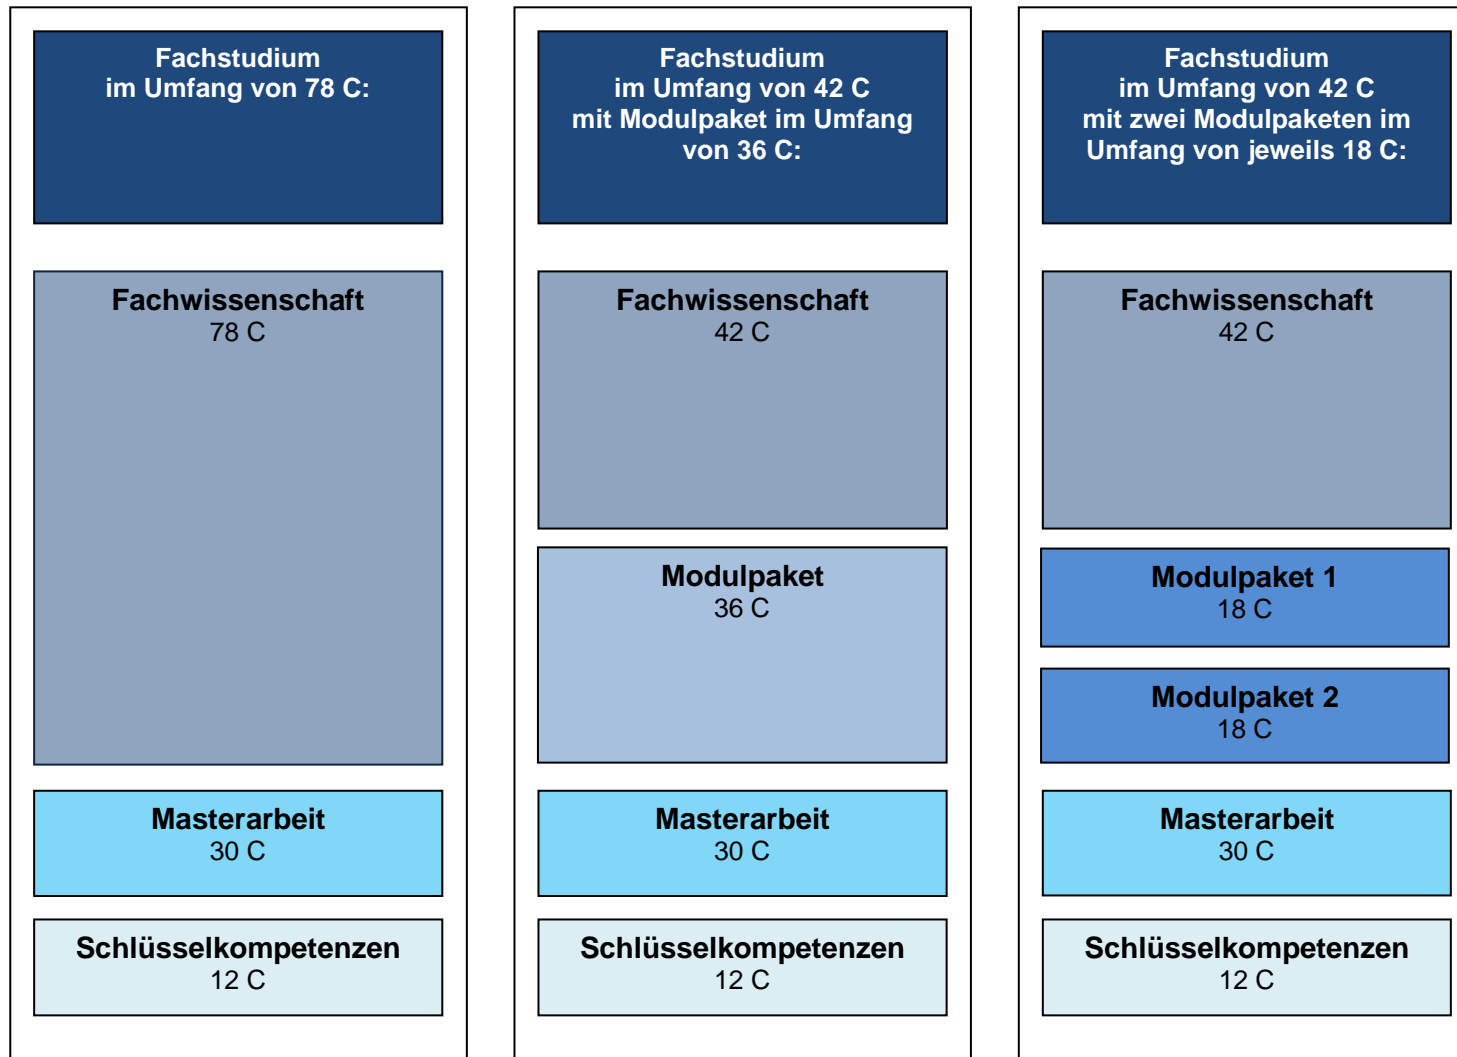 Fachstudium
im Umfang von 78 C:
Fachwissenschaft
78 C
Masterarbeit
30 C
Schlüsselkompetenzen
12 C
Fachstudium
im Umfang von 42 C
mit Modulpaket im Umfang
von 36 C:
Fachwissenschaft
42 C
Modulpaket
36 C
Masterarbeit
30 C
Schlüsselkompetenzen
12 C
Fachstudium
im Umfang von 42 C
mit zwei Modulpaketen im
Umfang von jeweils 18 C:
Fachwissenschaft
42 C
Modulpaket 1
18 C
Modulpaket 2
18 C
Masterarbeit
30 C
Schlüsselkompetenzen
12 C